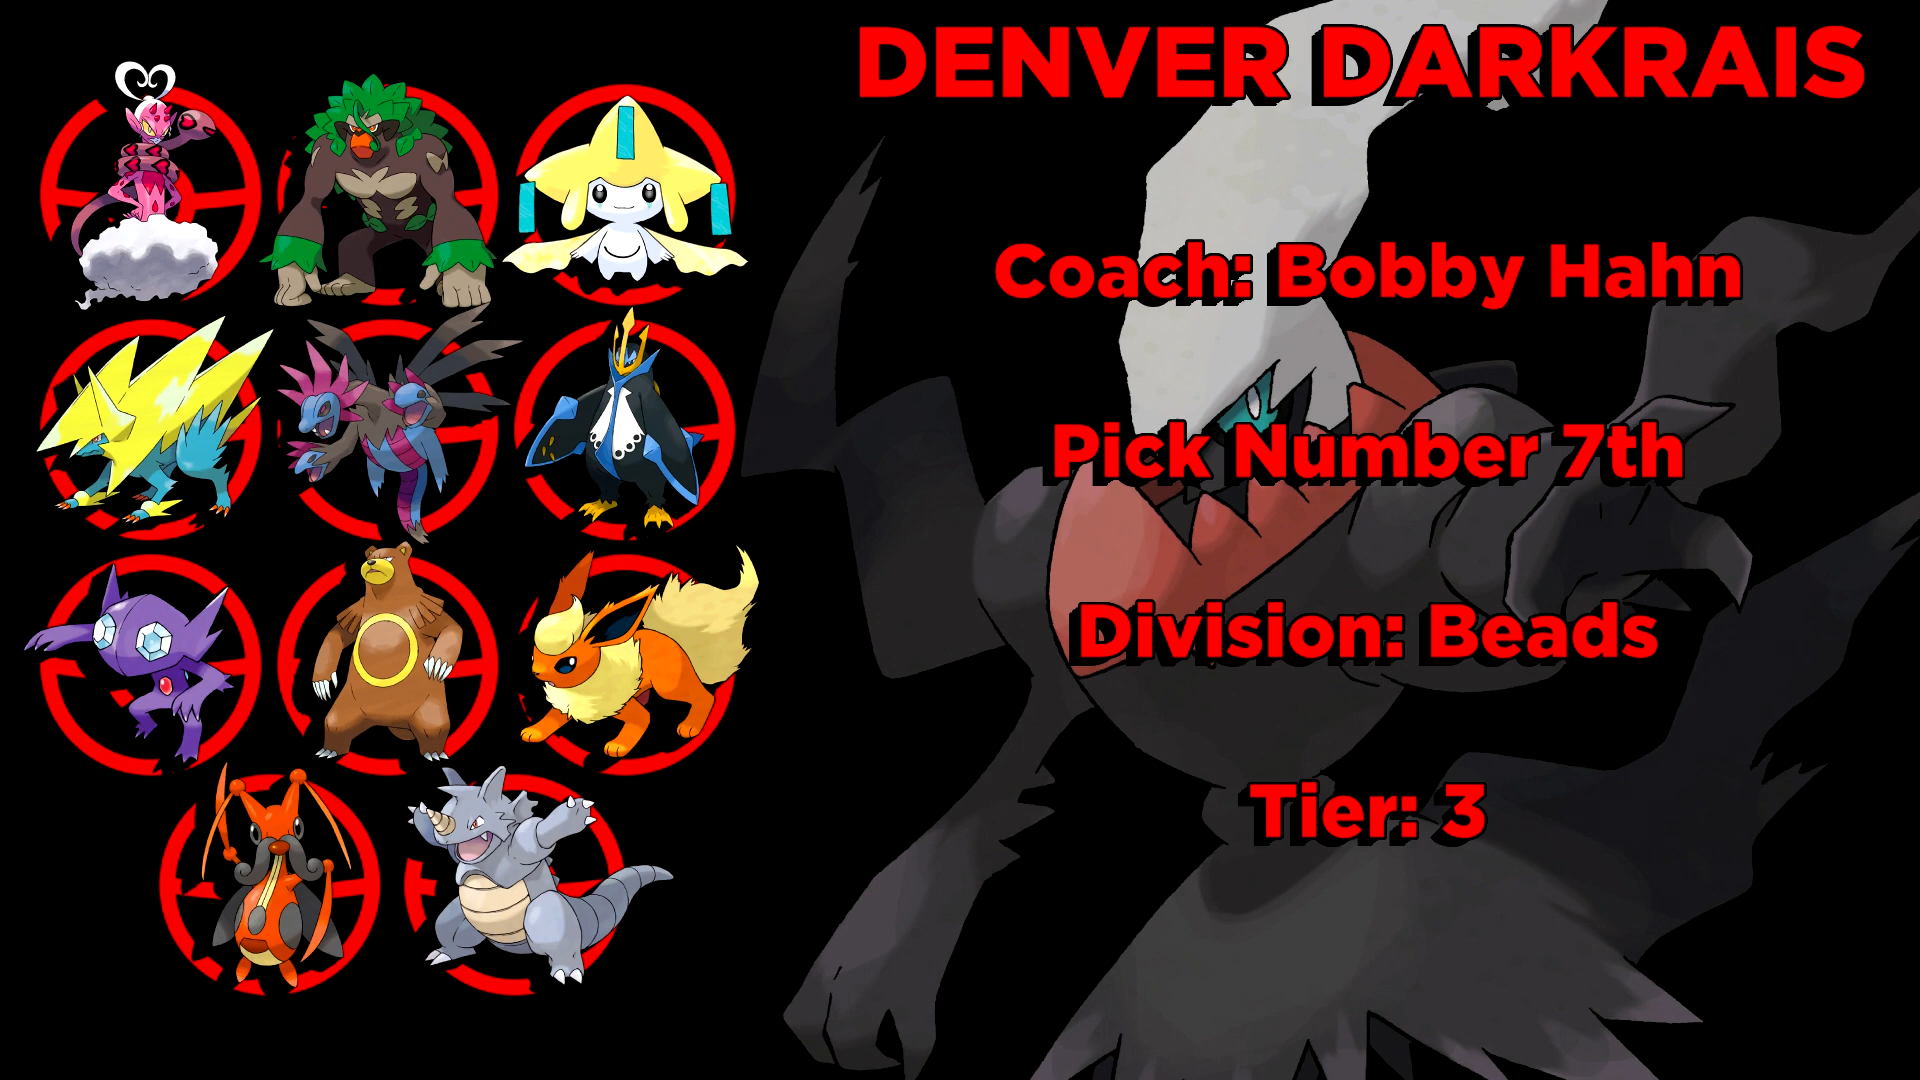 DENVER DARKRAIS
Coach: Bobby Hahn
Pick Number 7th
Division: Beads
Tier: 3